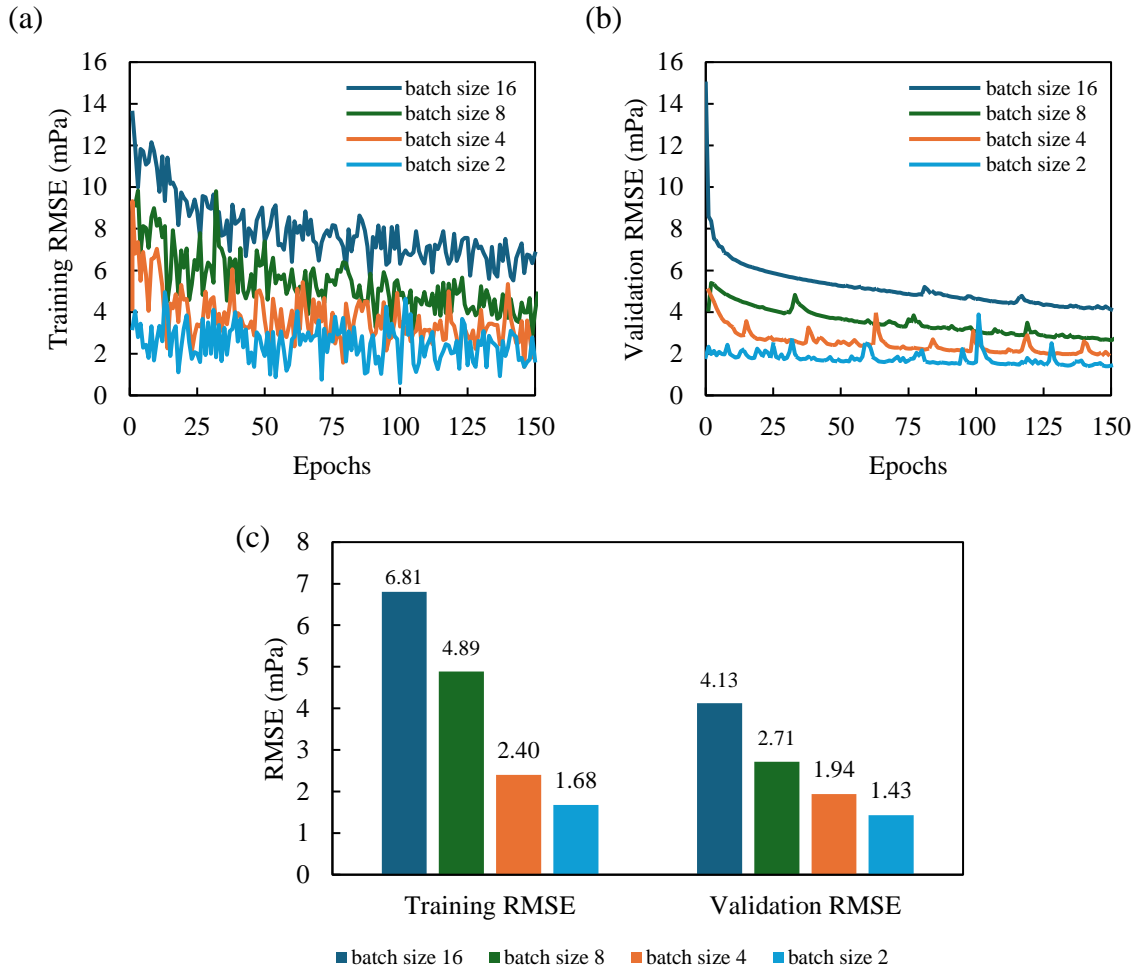 (a)
Training RMSE (mPa)
16
14
12
10
8
6
4
2
0
0 25 50 75 100 125 150
Epochs
batch size 16
batch size 8
batch size 4
batch size 2
(b)
Validation RMSE (mPa)
16
14
12
10
8
6
4
2
0
0 25 50 75 100 125 150
Epochs
batch size 16
batch size 8
batch size 4
batch size 2
(c)
RMSE (mPa)
8
7
6
5
4
3
2
1
0
6.81
4.89
2.40
1.68
4.13
2.71
1.94
1.43
Training RMSE Validation RMSE
batch size 16 batch size 8 batch size 4 batch size 2